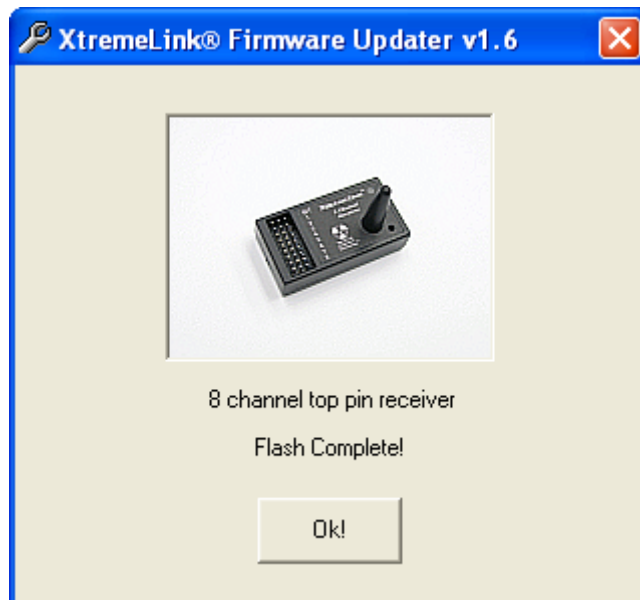 XtremeLink® Firmware Updater v1.6
8 channel top pin receiver
Flash Complete!
Ok!